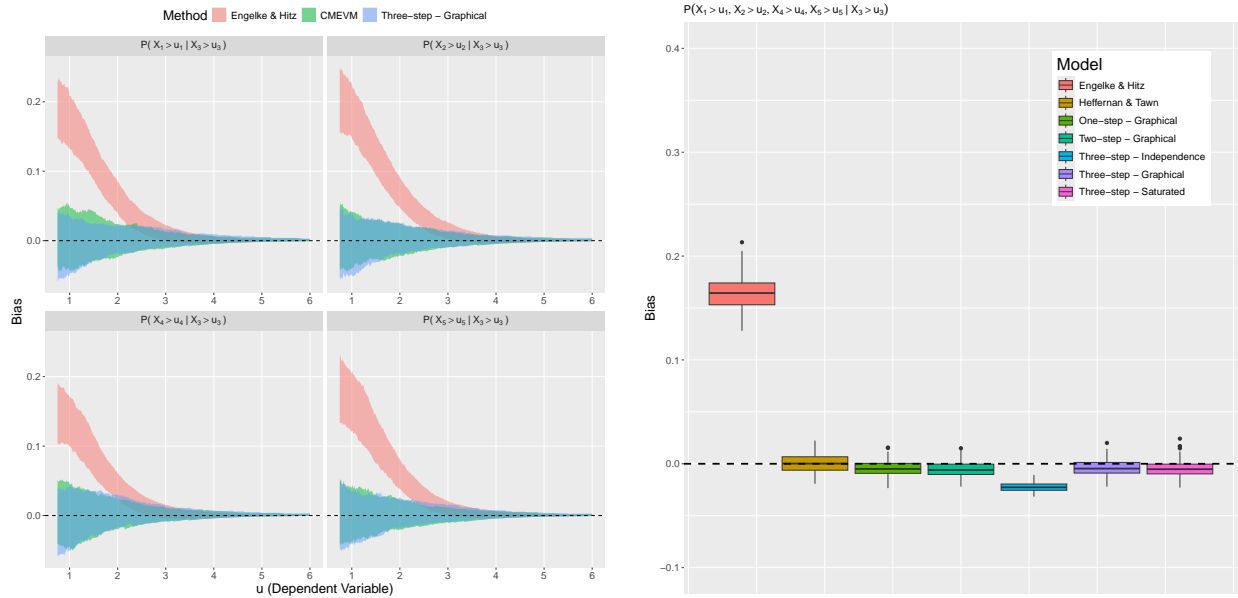 Method Engelke & Hitz CMEVM Three-step - Graphical
P( X₁ > u₁ | X₃ > u₃ ) P( X₂ > u₂ | X₃ > u₃ )
0.2
0.1
0.0
1 2 3 4 5 6 1 2 3 4 5 6
Bias
P( X₄ > u₄ | X₃ > u₃ ) P( X₅ > u₅ | X₃ > u₃ )
0.2
0.1
0.0
1 2 3 4 5 6 1 2 3 4 5 6
u (Dependent Variable)
P(X₁ > u₁, X₂ > u₂, X₄ > u₄, X₅ > u₅ | X₃ > u₃)
0.4
0.3
0.2
0.1
0.0
-0.1
Bias
Model
Engelke & Hitz
Heffernan & Tawn
One-step - Graphical
Two-step - Graphical
Three-step - Independence
Three-step - Graphical
Three-step - Saturated